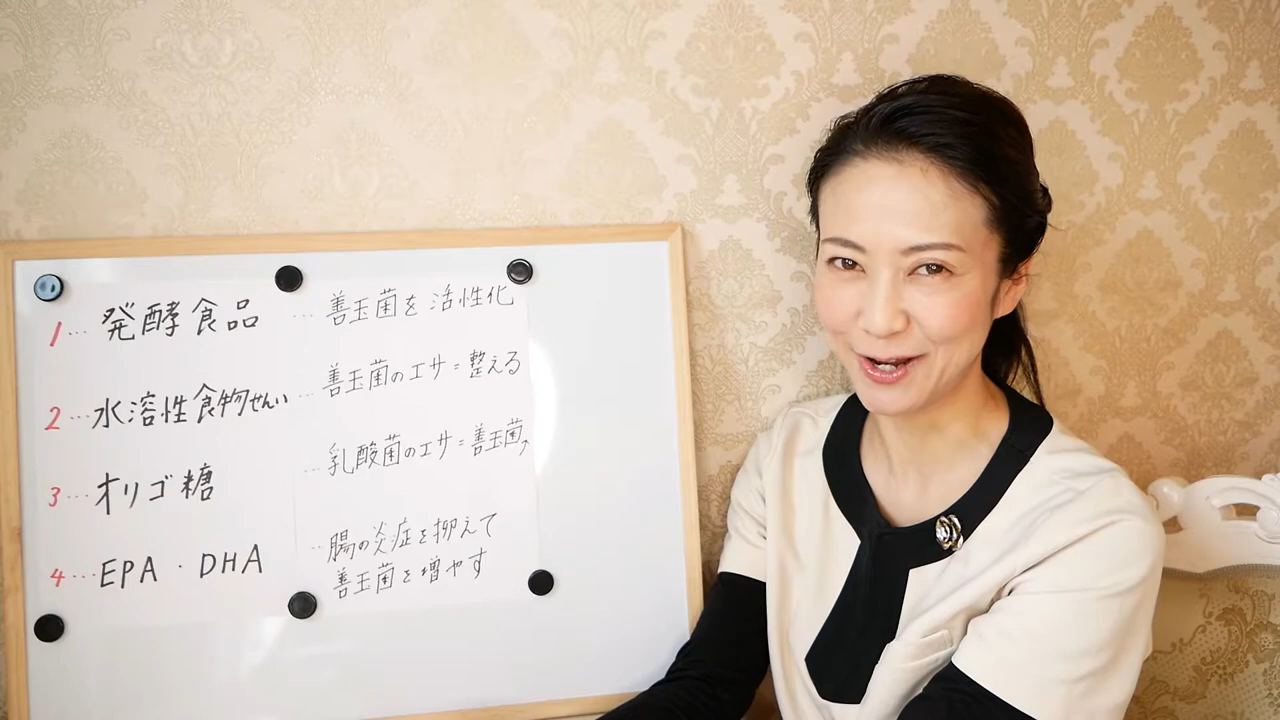 1… 発酵食品 … 善玉菌を活性化
2… 水溶性食物せんい … 善玉菌のエサ=整える
3… オリゴ糖 … 乳酸菌のエサ=善玉菌↗
4… EPA・DHA … 腸の炎症を抑えて
善玉菌を増やす